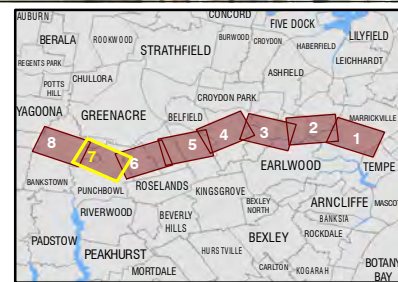 AUBURN
CONCORD
FIVE DOCK
BERALA
ROOKWOOD
BURWOOD
CROYDON
HABERFIELD
LILYFIELD
STRATHFIELD
REGENTS PARK
LEICHHARDT
CHULLORA
ASHFIELD
POTTS
HILL
CROYDON PARK
YAGOONA
GREENACRE
BELFIELD
MARRICKVILLE
8
7
6
5
4
3
2
1
BANKSTOWN
PUNCHBOWL
ROSELANDS
KINGSGROVE
EARLWOOD
TEMPE
RIVERWOOD
BEVERLY
HILLS
BEXLEY
NORTH
ARNCLIFFE
MASCOT
BANKSIA
PADSTOW
PEAKHURST
HURSTVILLE
BEXLEY
ROCKDALE
MORTDALE
CARLTON
KOGARAH
BOTANY
BAY